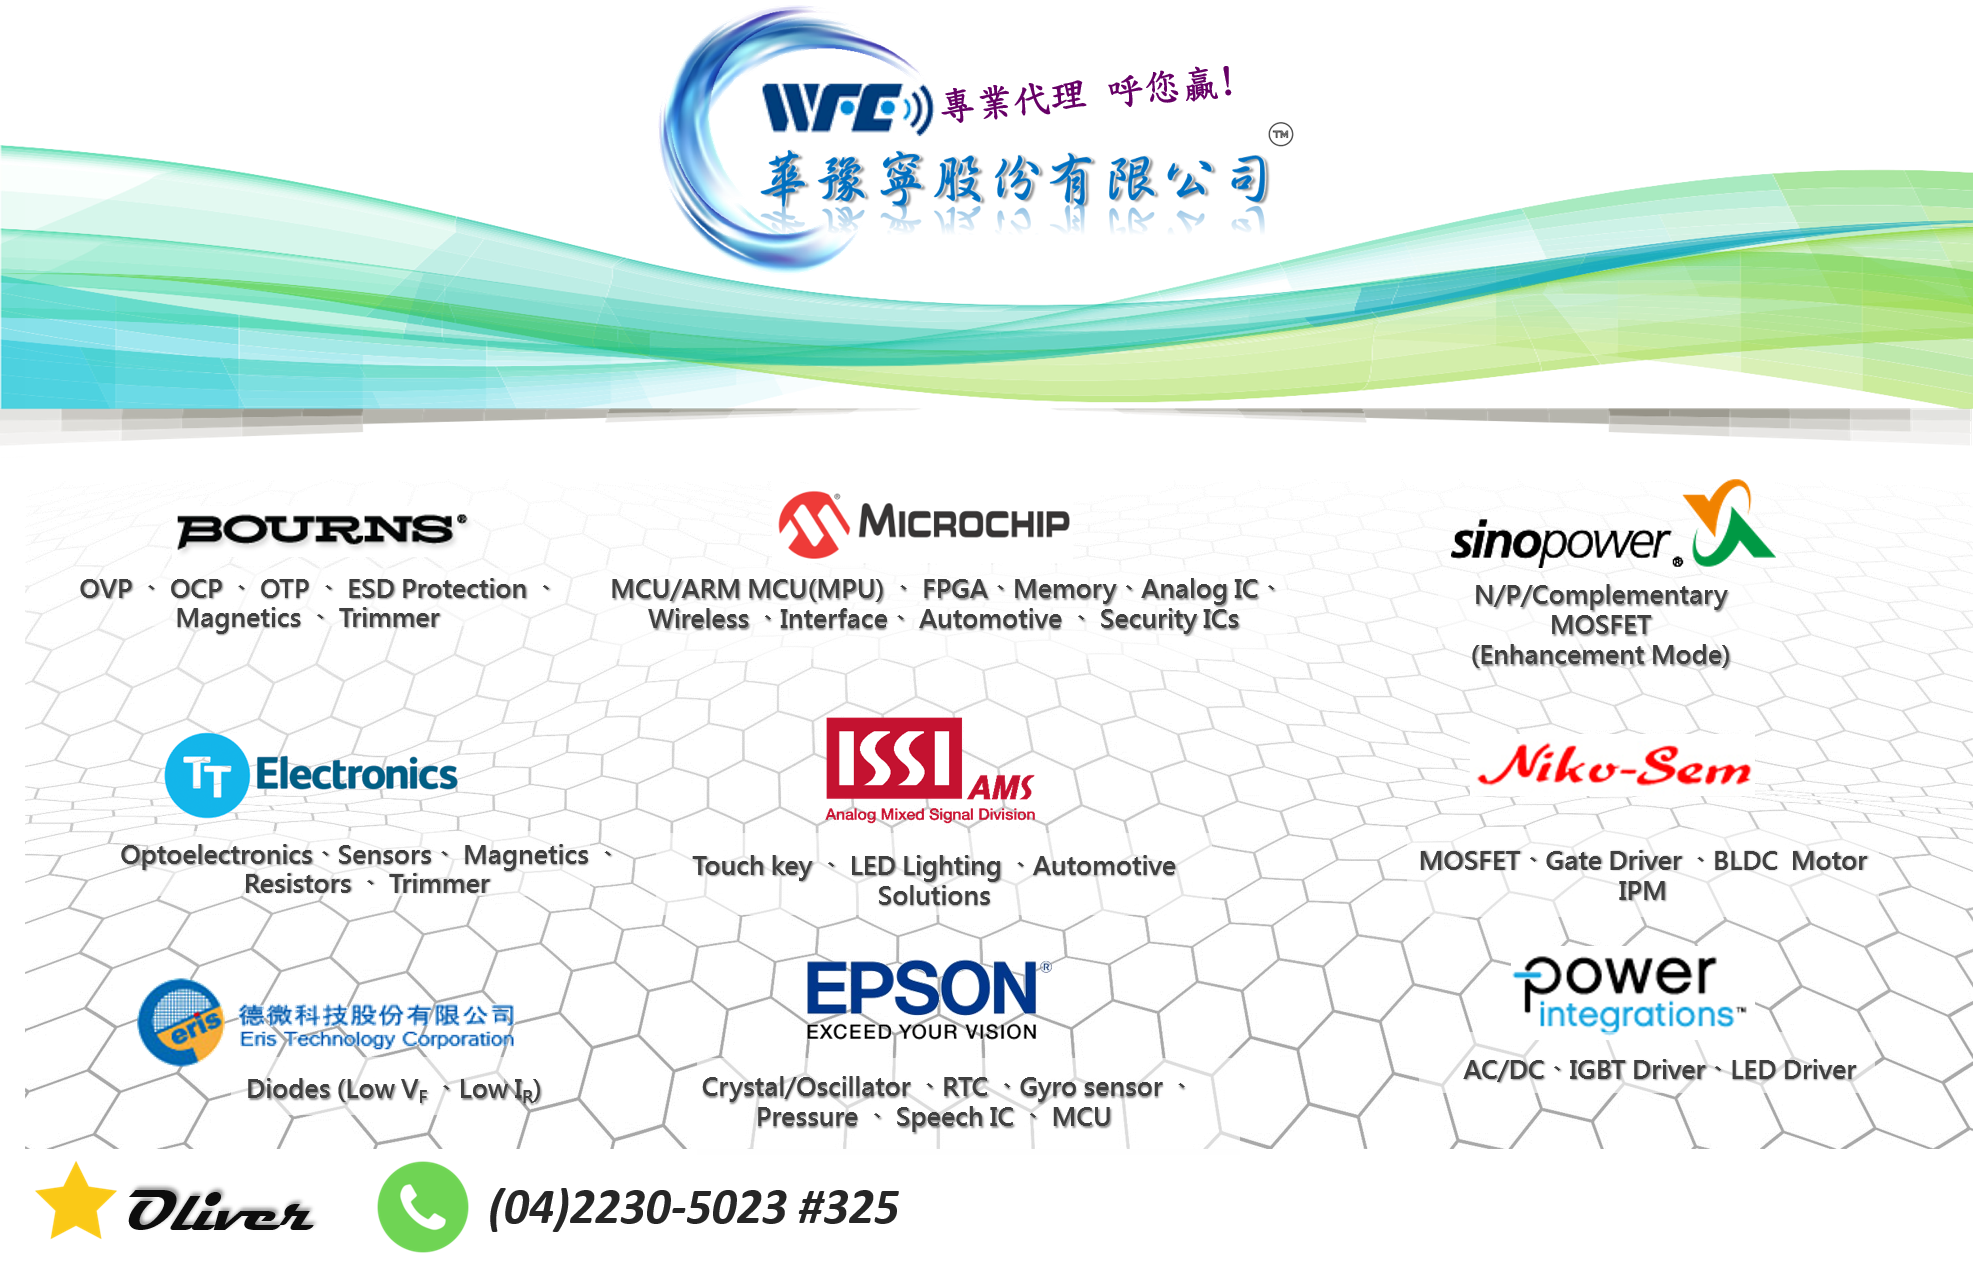 WFE 專業代理 呼您贏!
TM
華豫寧股份有限公司
BOURNS®
OVP、OCP、OTP、ESD Protection、
Magnetics、Trimmer
® MICROCHIP
MCU/ARM MCU(MPU)、FPGA、Memory、Analog IC、
Wireless、Interface、Automotive、Security ICs
sinopower®
N/P/Complementary
MOSFET
(Enhancement Mode)
TT Electronics
Optoelectronics、Sensors、Magnetics、
Resistors、Trimmer
ISSI AMS
Analog Mixed Signal Division
Touch key、LED Lighting、Automotive
Solutions
Niko-Sem
MOSFET、Gate Driver、BLDC Motor
IPM
eris 德微科技股份有限公司
Eris Technology Corporation
Diodes (Low VF、Low IR)
EPSON®
EXCEED YOUR VISION
Crystal/Oscillator、RTC、Gyro sensor、
Pressure、Speech IC、MCU
power
integrations™
AC/DC、IGBT Driver、LED Driver
Oliver (04)2230-5023 #325